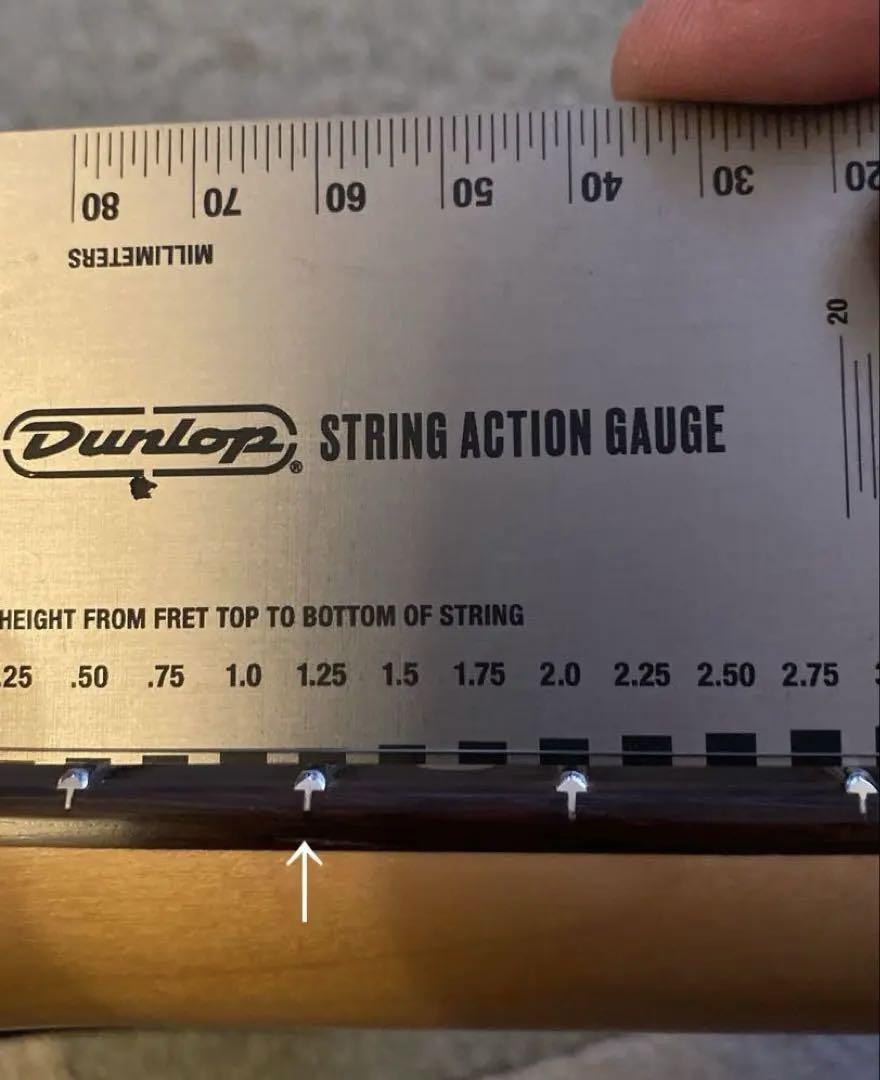 80 70 60 50 40 30 20
MILLIMETERS
20
Dunlop® STRING ACTION GAUGE
HEIGHT FROM FRET TOP TO BOTTOM OF STRING
.25 .50 .75 1.0 1.25 1.5 1.75 2.0 2.25 2.50 2.75